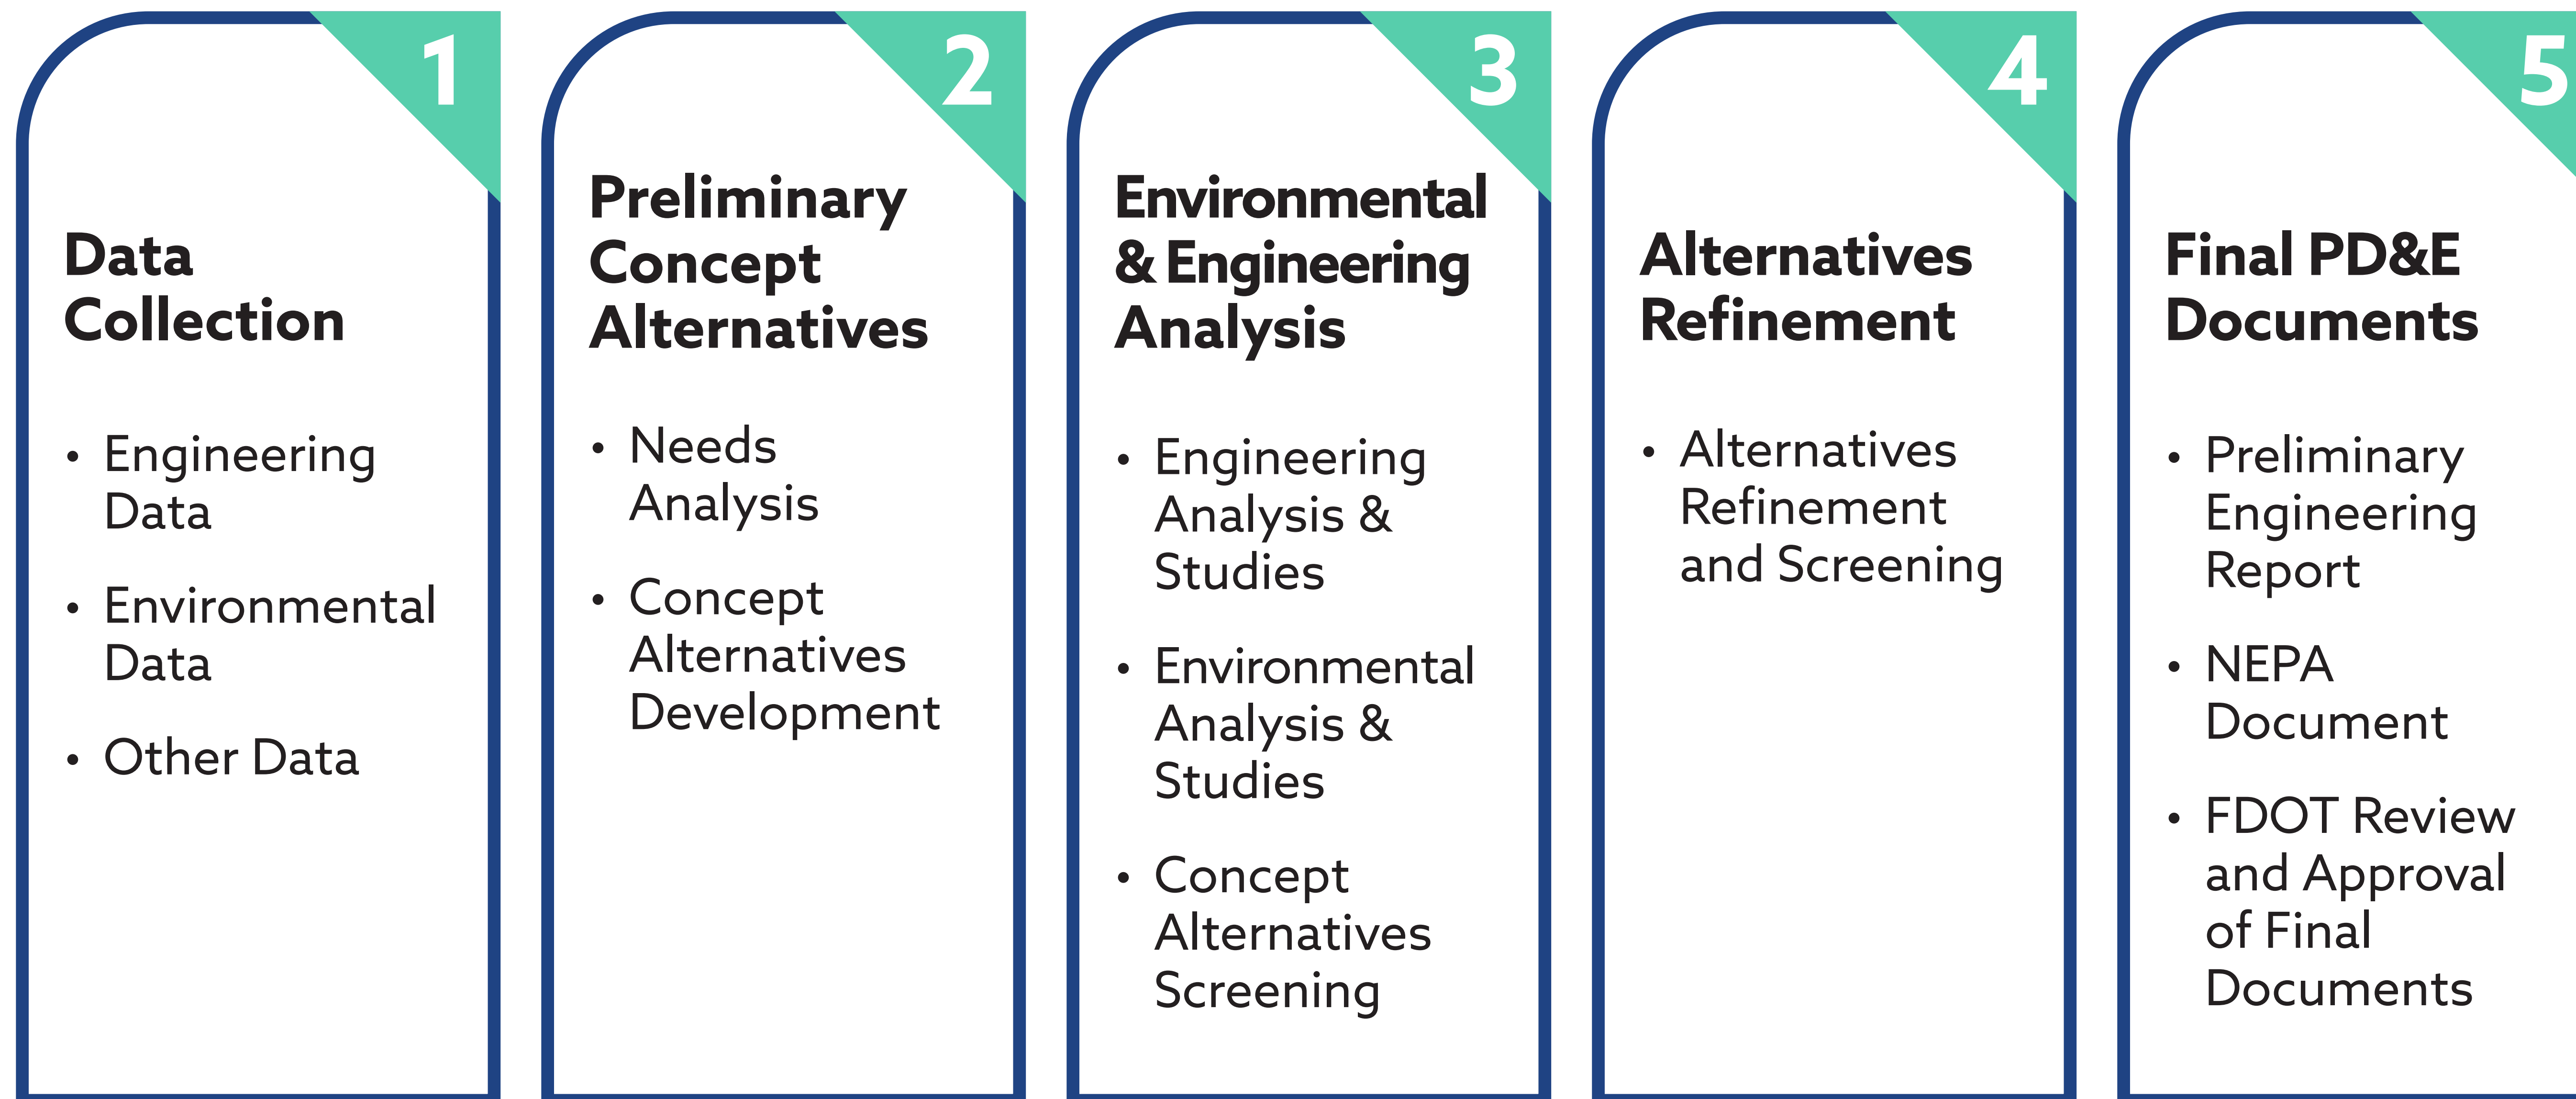 1
Data
Collection
• Engineering
Data
• Environmental
Data
• Other Data
2
Preliminary
Concept
Alternatives
• Needs
Analysis
• Concept
Alternatives
Development
3
Environmental
& Engineering
Analysis
• Engineering
Analysis &
Studies
• Environmental
Analysis &
Studies
• Concept
Alternatives
Screening
4
Alternatives
Refinement
• Alternatives
Refinement
and Screening
5
Final PD&E
Documents
• Preliminary
Engineering
Report
• NEPA
Document
• FDOT Review
and Approval
of Final
Documents